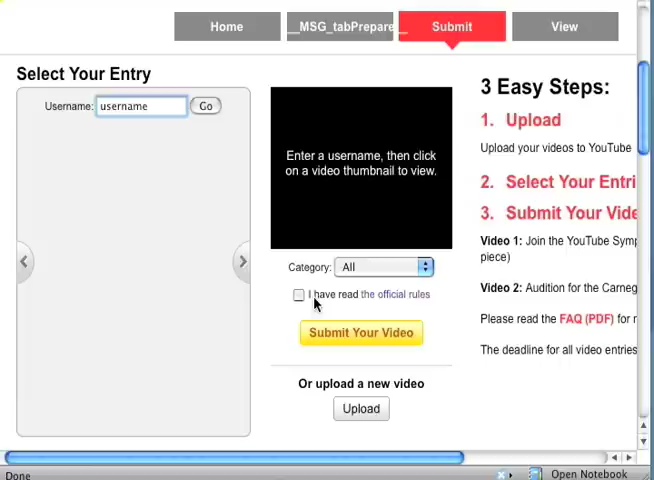 Home __MSG_tabPrepare__ Submit View
Select Your Entry
Username: username Go
Enter a username, then click
on a video thumbnail to view.
Category: All
I have read the official rules
Submit Your Video
Or upload a new video
Upload
3 Easy Steps:
1. Upload
Upload your videos to YouTube
2. Select Your Entri
3. Submit Your Vide
Video 1: Join the YouTube Symp
piece)
Video 2: Audition for the Carneg
Please read the FAQ (PDF) for r
The deadline for all video entries
Done
Open Notebook